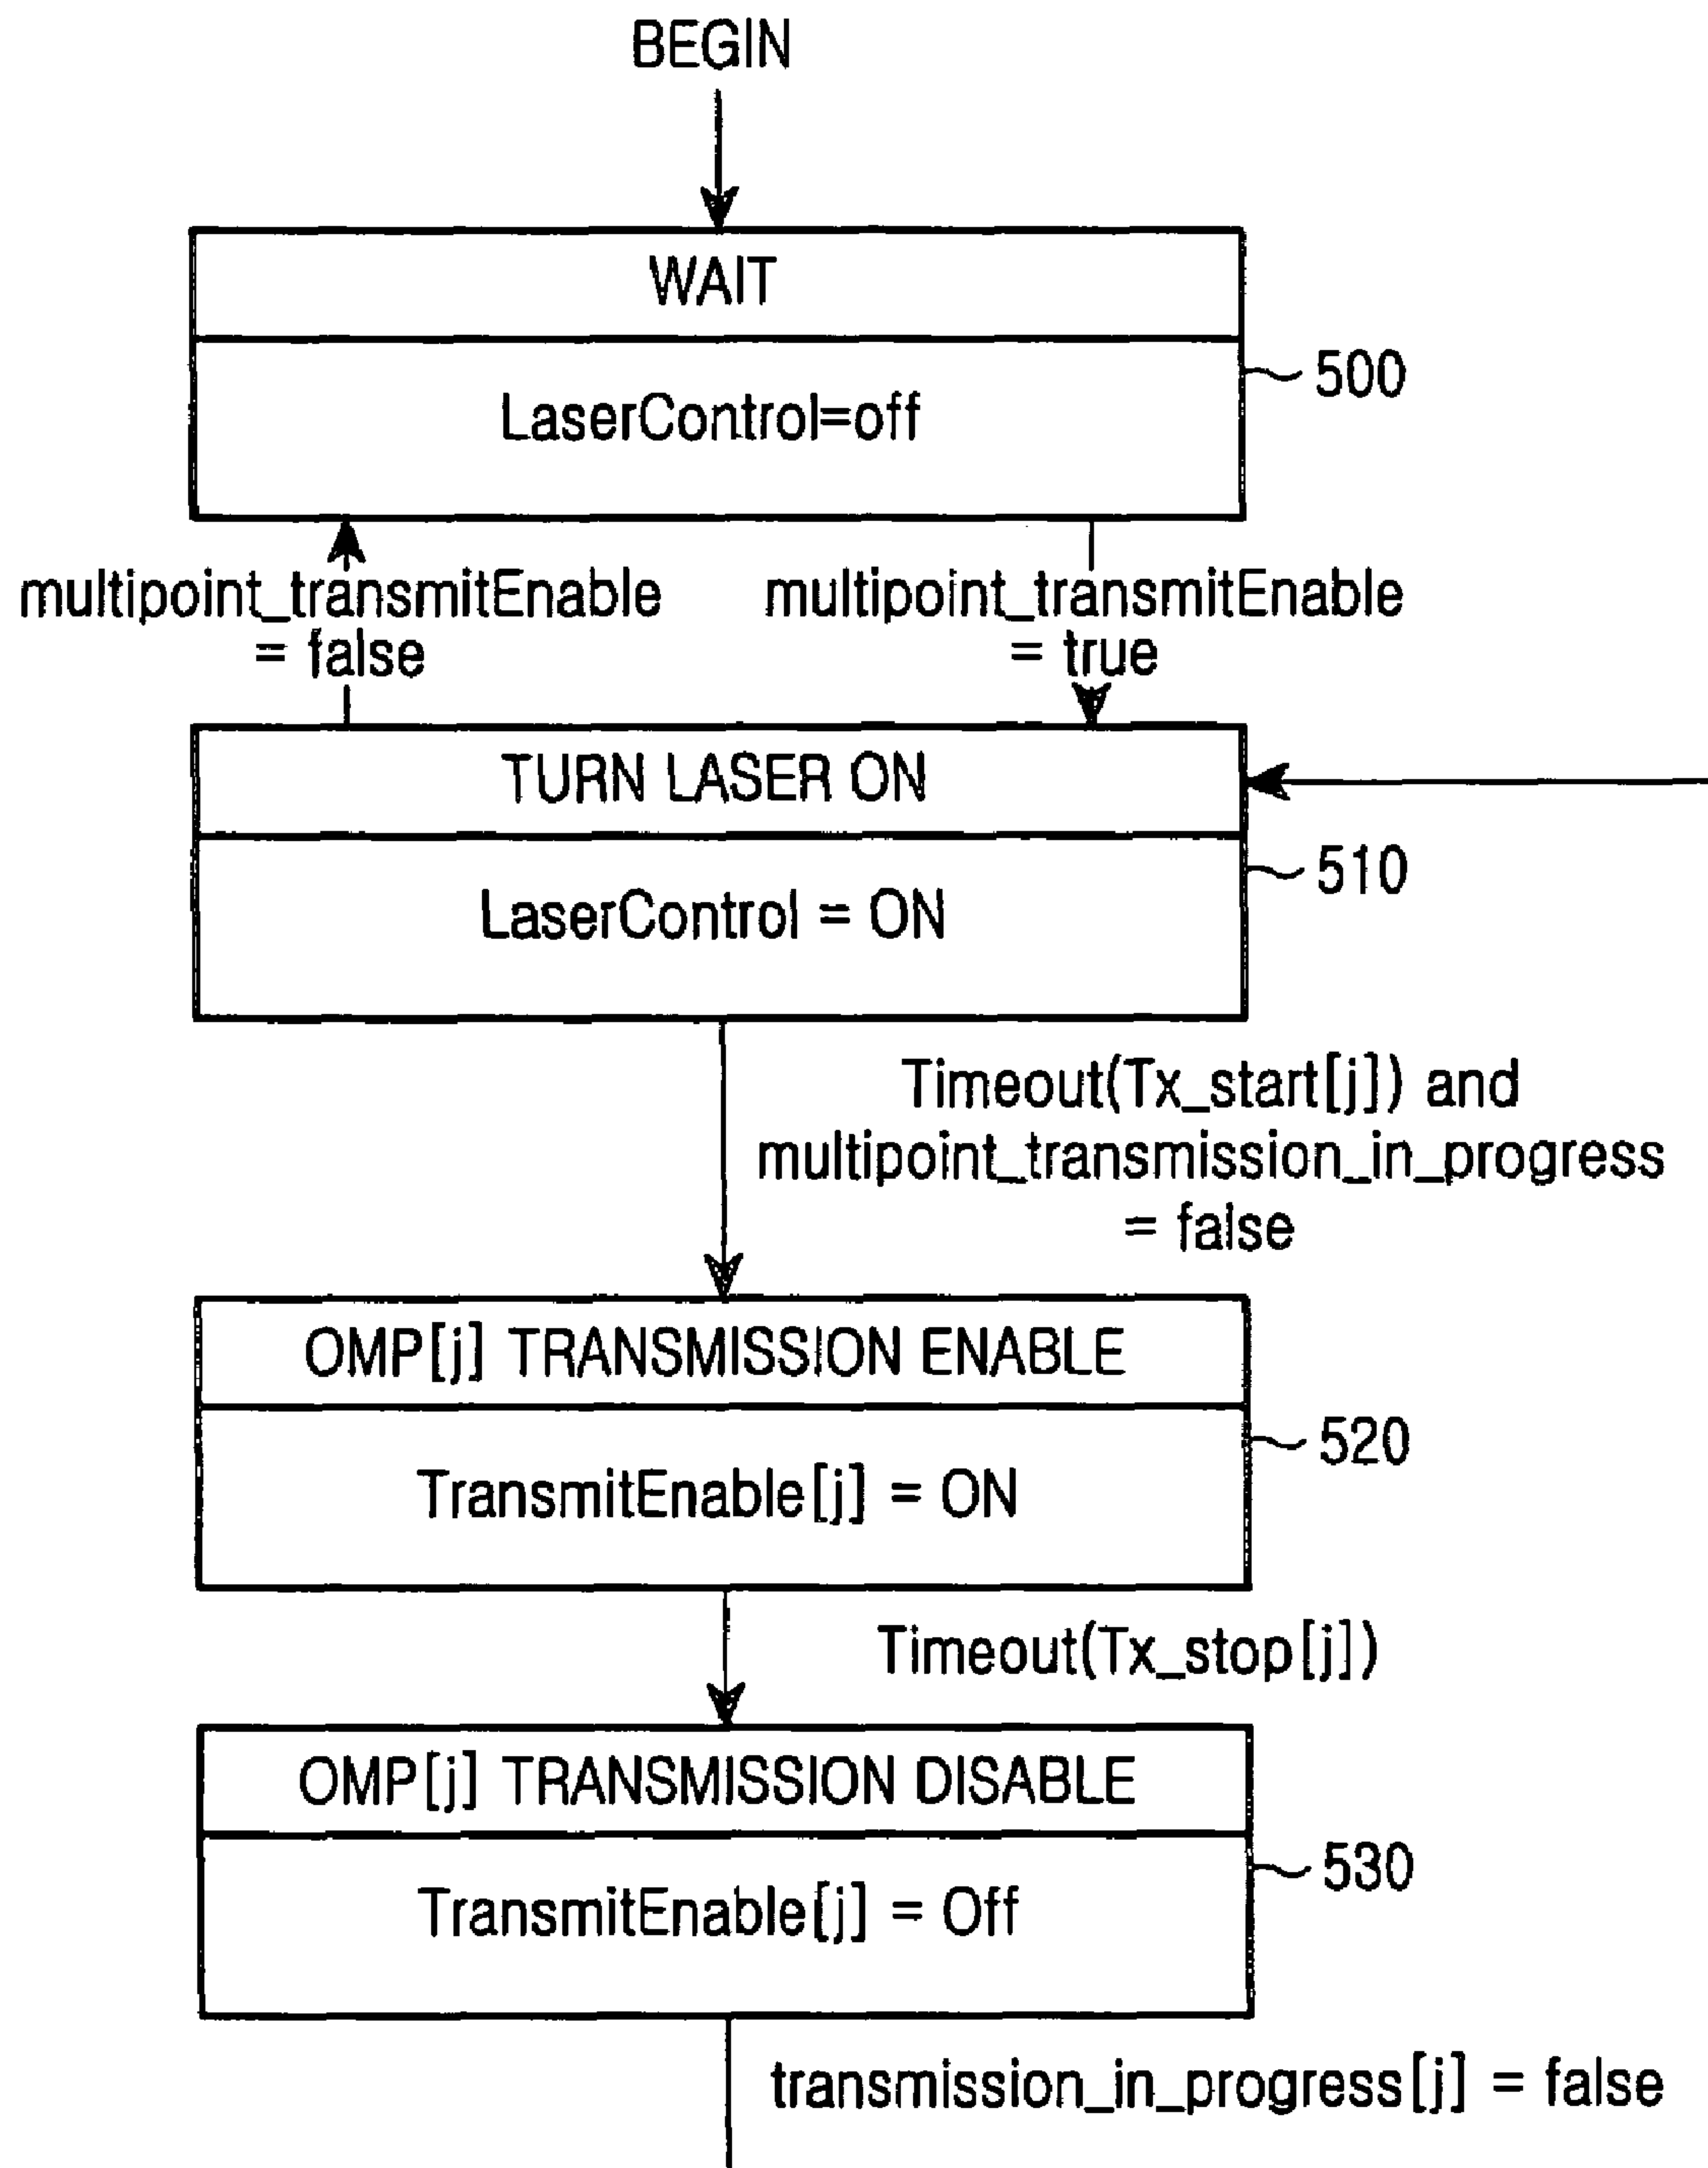 BEGIN
WAIT
LaserControl=off
500
multipoint_transmitEnable
= false
multipoint_transmitEnable
= true
TURN LASER ON
LaserControl = ON
510
Timeout(Tx_start[j]) and
multipoint_transmission_in_progress
= false
OMP[j] TRANSMISSION ENABLE
TransmitEnable[j] = ON
520
Timeout(Tx_stop[j])
OMP[j] TRANSMISSION DISABLE
TransmitEnable[j] = Off
530
transmission_in_progress[j] = false